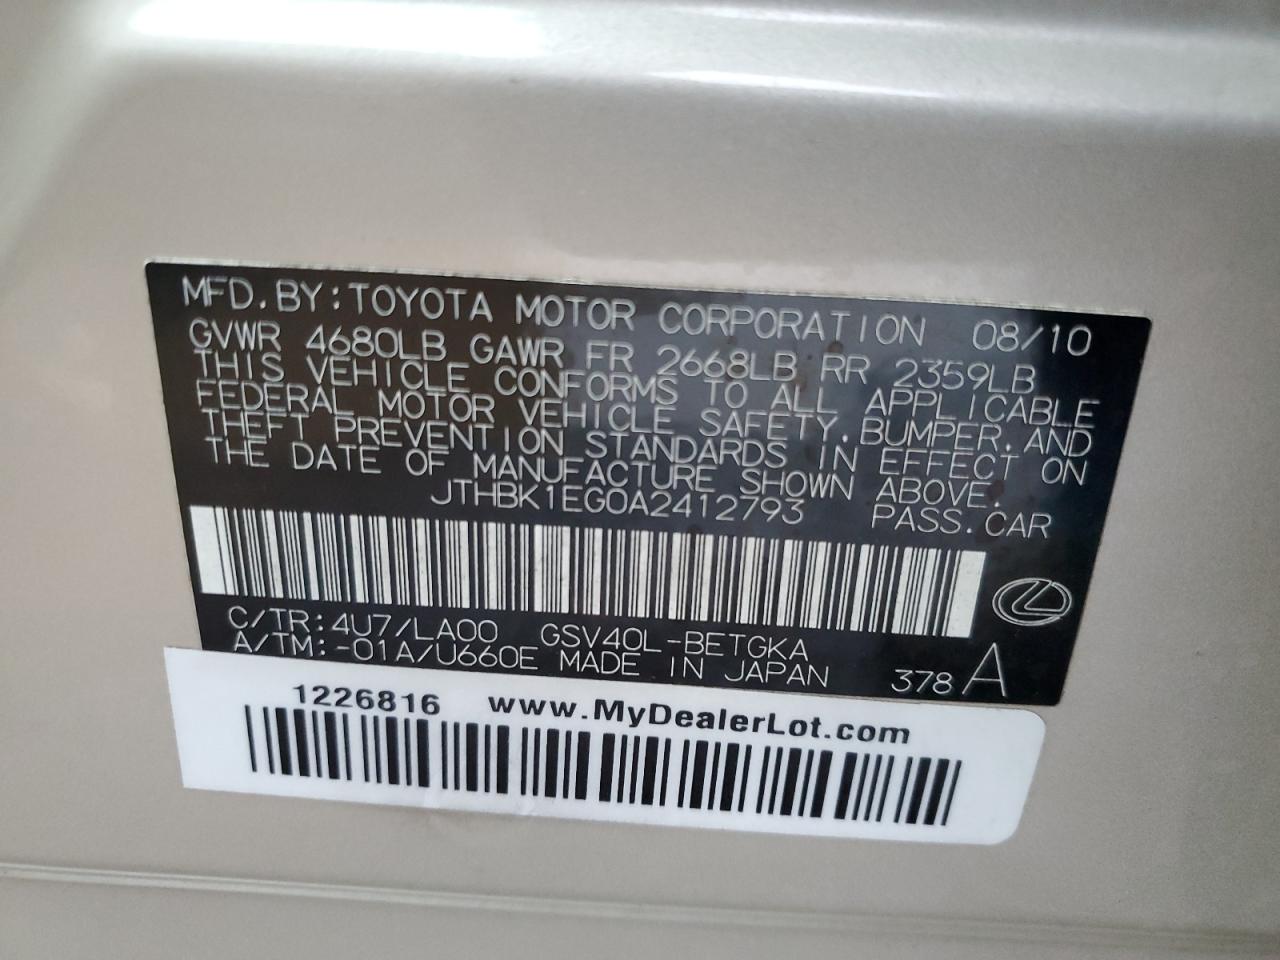 MFD. BY: TOYOTA MOTOR CORPORATION 08/10
GVWR 4680LB GAWR FR 2668LB RR 2359LB
THIS VEHICLE CONFORMS TO ALL APPLICABLE
FEDERAL MOTOR VEHICLE SAFETY, BUMPER, AND
THEFT PREVENTION STANDARDS IN EFFECT ON
THE DATE OF MANUFACTURE SHOWN ABOVE.
JTHBK1EG0A2412793 PASS. CAR
C/TR: 4U7/LA00 GSV40L-BETGKA
A/TM: -01A/U660E MADE IN JAPAN 378 A
1226816 www.MyDealerLot.com